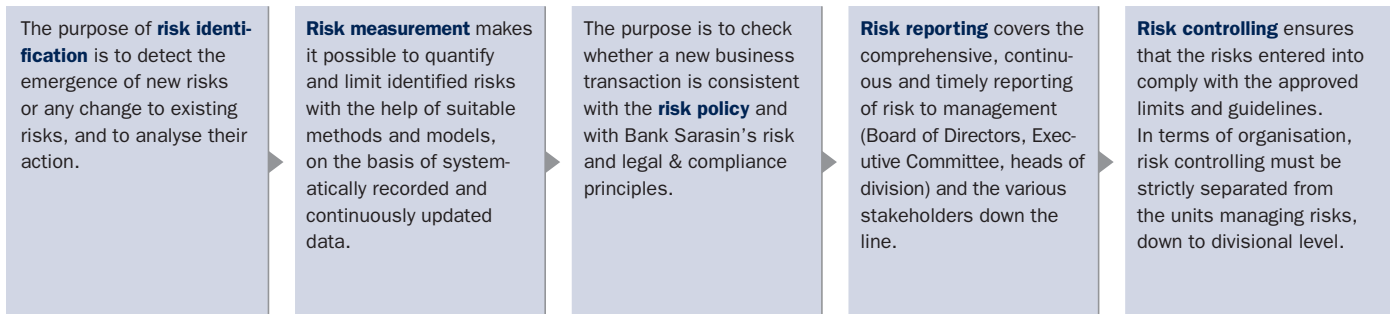 The purpose of risk identi-
fication is to detect the
emergence of new risks
or any change to existing
risks, and to analyse their
action.
Risk measurement makes
it possible to quantify
and limit identified risks
with the help of suitable
methods and models,
on the basis of system-
atically recorded and
continuously updated
data.
The purpose is to check
whether a new business
transaction is consistent
with the risk policy and
with Bank Sarasin's risk
and legal & compliance
principles.
Risk reporting covers the
comprehensive, continu-
ous and timely reporting
of risk to management
(Board of Directors, Exec-
utive Committee, heads of
division) and the various
stakeholders down the
line.
Risk controlling ensures
that the risks entered into
comply with the approved
limits and guidelines.
In terms of organisation,
risk controlling must be
strictly separated from
the units managing risks,
down to divisional level.